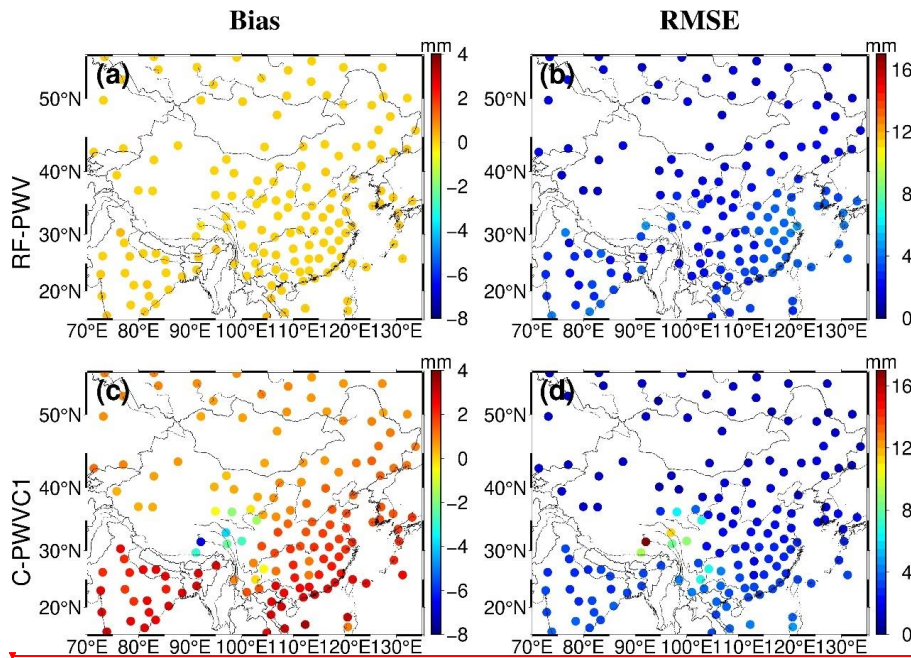 Bias RMSE
mm mm
(a) (b)
4 16
50°N 2 50°N 12
RF-PWV 40°N 0 40°N
−2 8
30°N −4 30°N
−6 4
20°N −8 20°N 0
70°E 80°E 90°E 100°E110°E120°E130°E 70°E 80°E 90°E 100°E110°E120°E130°E
mm mm
(c) (d)
4 16
50°N 2 50°N 12
C-PWVC1 40°N 0 40°N
−2 8
30°N −4 30°N
−6 4
20°N −8 20°N 0
70°E 80°E 90°E 100°E110°E120°E130°E 70°E 80°E 90°E 100°E110°E120°E130°E